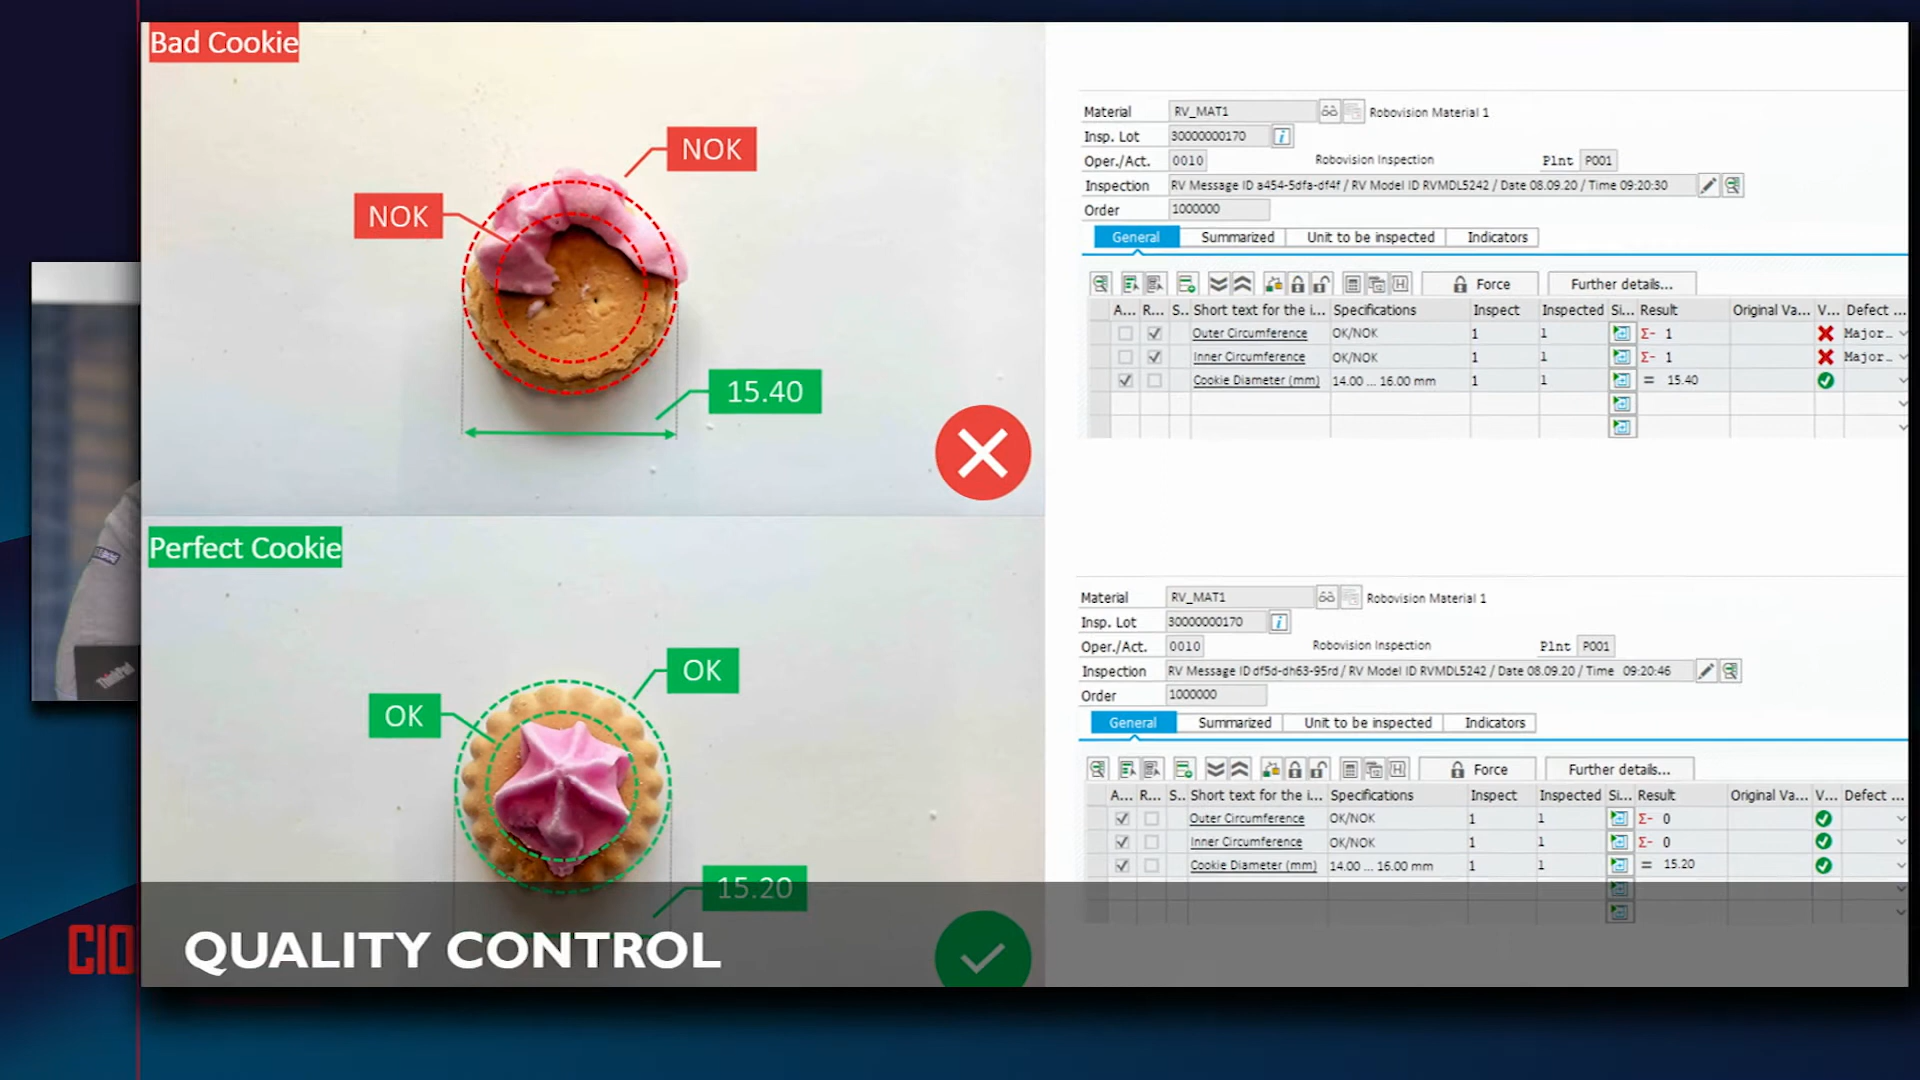 Bad Cookie
NOK
NOK
15.40
Material RV_MAT1 Robovision Material 1
Insp. Lot 30000000170
Oper./Act. 0010 Robovision Inspection Plnt P001
Inspection RV Message ID a454-5dfa-df4f / RV Model ID RVMDL5242 / Date 08.09.20 / Time 09:20:30
Order 1000000
General Summarized Unit to be inspected Indicators
Force Further details...
A... R... S.. Short text for the i... Specifications Inspect Inspected Si... Result Original Va... V... Defect
Outer Circumference OK/NOK 1 1 Σ- 1 Major...
Inner Circumference OK/NOK 1 1 Σ- 1 Major...
Cookie Diameter (mm) 14.00 ... 16.00 mm 1 1 = 15.40
Perfect Cookie
OK
OK
15.20
Material RV_MAT1 Robovision Material 1
Insp. Lot 30000000170
Oper./Act. 0010 Robovision Inspection Plnt P001
Inspection RV Message ID df5d-dh63-95rd / RV Model ID RVMDL5242 / Date 08.09.20 / Time 09:20:46
Order 1000000
General Summarized Unit to be inspected Indicators
Force Further details...
A... R... S.. Short text for the i... Specifications Inspect Inspected Si... Result Original Va... V... Defect ...
Outer Circumference OK/NOK 1 1 Σ- 0
Inner Circumference OK/NOK 1 1 Σ- 0
Cookie Diameter (mm) 14.00 ... 16.00 mm 1 1 = 15.20
ThinkPad
CIO
QUALITY CONTROL